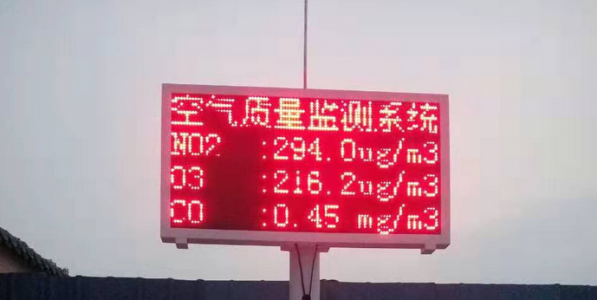 空气质量监测系统
NO2 :294.0ug/m3
O3 :216.2ug/m3
CO :0.45 mg/m3